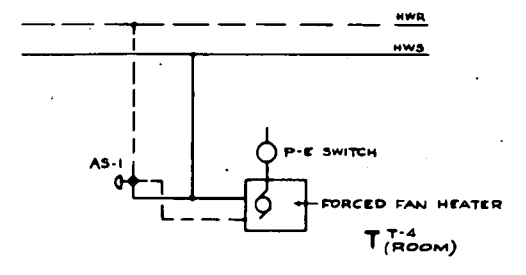 HWR
HWS
AS-1
P-E SWITCH
FORCED FAN HEATER
T T-4
(ROOM)